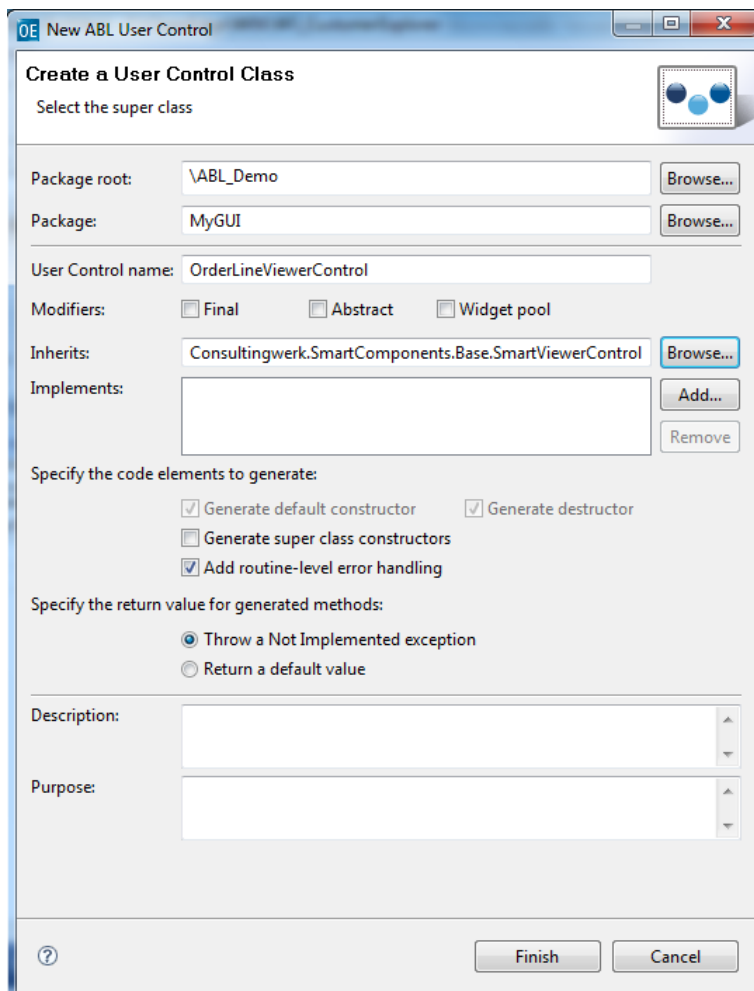 OE New ABL User Control
Create a User Control Class
Select the super class
Package root: \ABL_Demo Browse...
Package: MyGUI Browse...
User Control name: OrderLineViewerControl
Modifiers: Final Abstract Widget pool
Inherits: Consultingwerk.SmartComponents.Base.SmartViewerControl Browse...
Implements: Add...
Remove
Specify the code elements to generate:
Generate default constructor Generate destructor
Generate super class constructors
Add routine-level error handling
Specify the return value for generated methods:
Throw a Not Implemented exception
Return a default value
Description:
Purpose:
? Finish Cancel